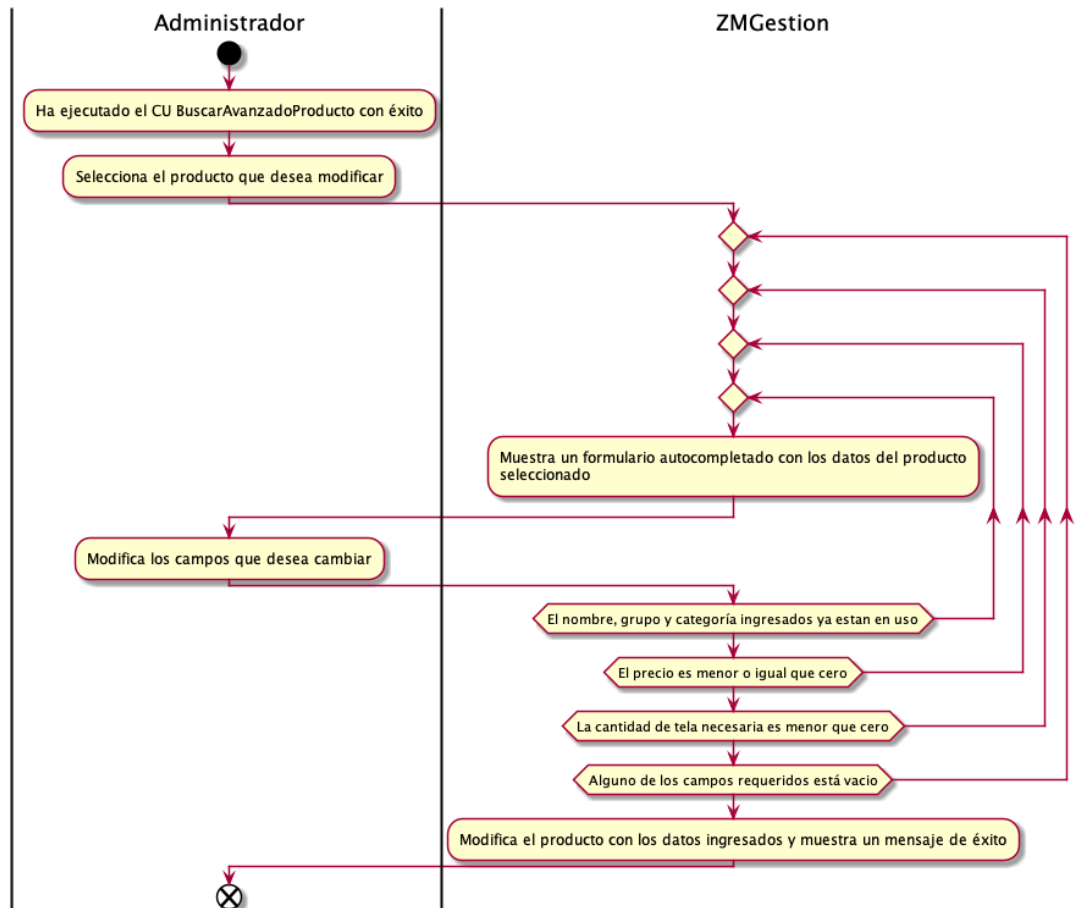 Administrador
ZMGestion
Ha ejecutado el CU BuscarAvanzadoProducto con éxito
Selecciona el producto que desea modificar
Muestra un formulario autocompletado con los datos del producto
seleccionado
Modifica los campos que desea cambiar
El nombre, grupo y categoría ingresados ya estan en uso
El precio es menor o igual que cero
La cantidad de tela necesaria es menor que cero
Alguno de los campos requeridos está vacio
Modifica el producto con los datos ingresados y muestra un mensaje de éxito